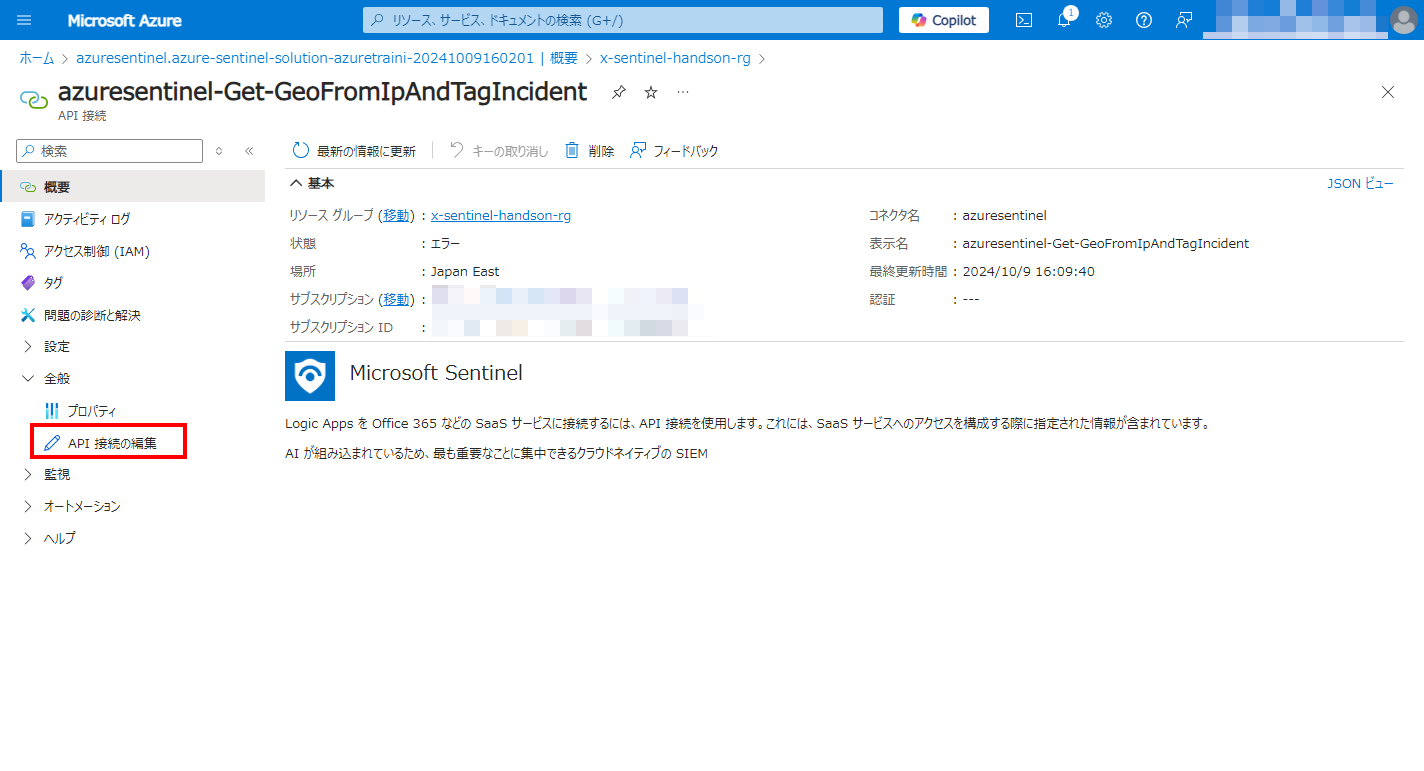 Microsoft Azure
リソース、サービス、ドキュメントの検索 (G+/)
Copilot
1
ホーム > azuresentinel.azure-sentinel-solution-azuretraini-20241009160201 | 概要 > x-sentinel-handson-rg >
azuresentinel-Get-GeoFromIpAndTagIncident
API 接続
検索
最新の情報に更新
キーの取り消し
削除
フィードバック
概要
アクティビティ ログ
アクセス制御 (IAM)
タグ
問題の診断と解決
設定
全般
プロパティ
API 接続の編集
監視
オートメーション
ヘルプ
基本
JSON ビュー
リソース グループ (移動) : x-sentinel-handson-rg
状態 : エラー
場所 : Japan East
サブスクリプション (移動) :
サブスクリプション ID :
コネクタ名 : azuresentinel
表示名 : azuresentinel-Get-GeoFromIpAndTagIncident
最終更新時間 : 2024/10/9 16:09:40
認証 : ---
Microsoft Sentinel
Logic Apps を Office 365 などの SaaS サービスに接続するには、API 接続を使用します。これには、SaaS サービスへのアクセスを構成する際に指定された情報が含まれています。
AI が組み込まれているため、最も重要なことに集中できるクラウドネイティブの SIEM